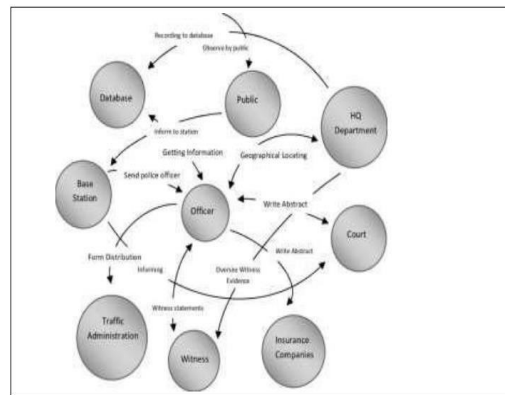 Recording to database
Observe by public
Database
Public
HQ
Department
Inform to station
Getting Information
Geographical Locating
Base
Station
Send police officer
Officer
Write Abstract
Court
Form Distribution
Informing
Oversee Witness
Evidence
Write Abstract
Witness statements
Traffic
Administration
Witness
Insurance
Companies